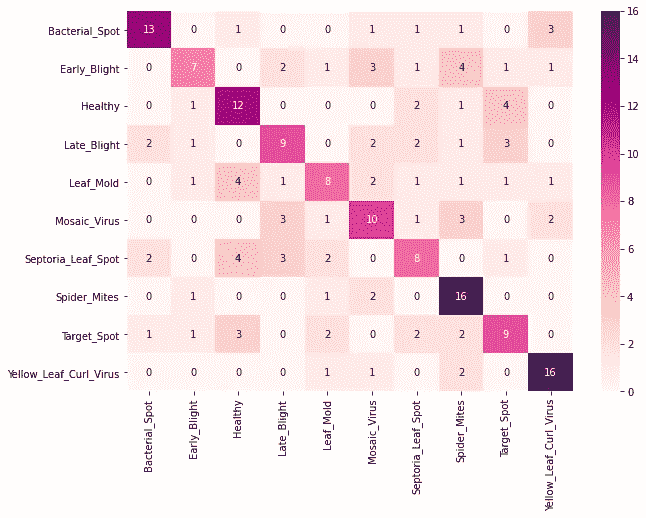 Bacterial_Spot 13 0 1 0 0 1 1 1 0 3
Early_Blight 0 7 0 2 1 3 1 4 1 1
Healthy 0 1 12 0 0 0 2 1 4 0
Late_Blight 2 1 0 9 0 2 2 1 3 0
Leaf_Mold 0 1 4 1 8 2 1 1 1 1
Mosaic_Virus 0 0 0 3 1 10 1 3 0 2
Septoria_Leaf_Spot 2 0 4 3 2 0 8 0 1 0
Spider_Mites 0 1 0 0 1 2 0 16 0 0
Target_Spot 1 1 3 0 2 0 2 2 9 0
Yellow_Leaf_Curl_Virus 0 0 0 0 1 1 0 2 0 16
Bacterial_Spot
Early_Blight
Healthy
Late_Blight
Leaf_Mold
Mosaic_Virus
Septoria_Leaf_Spot
Spider_Mites
Target_Spot
Yellow_Leaf_Curl_Virus
16
14
12
10
8
6
4
2
0